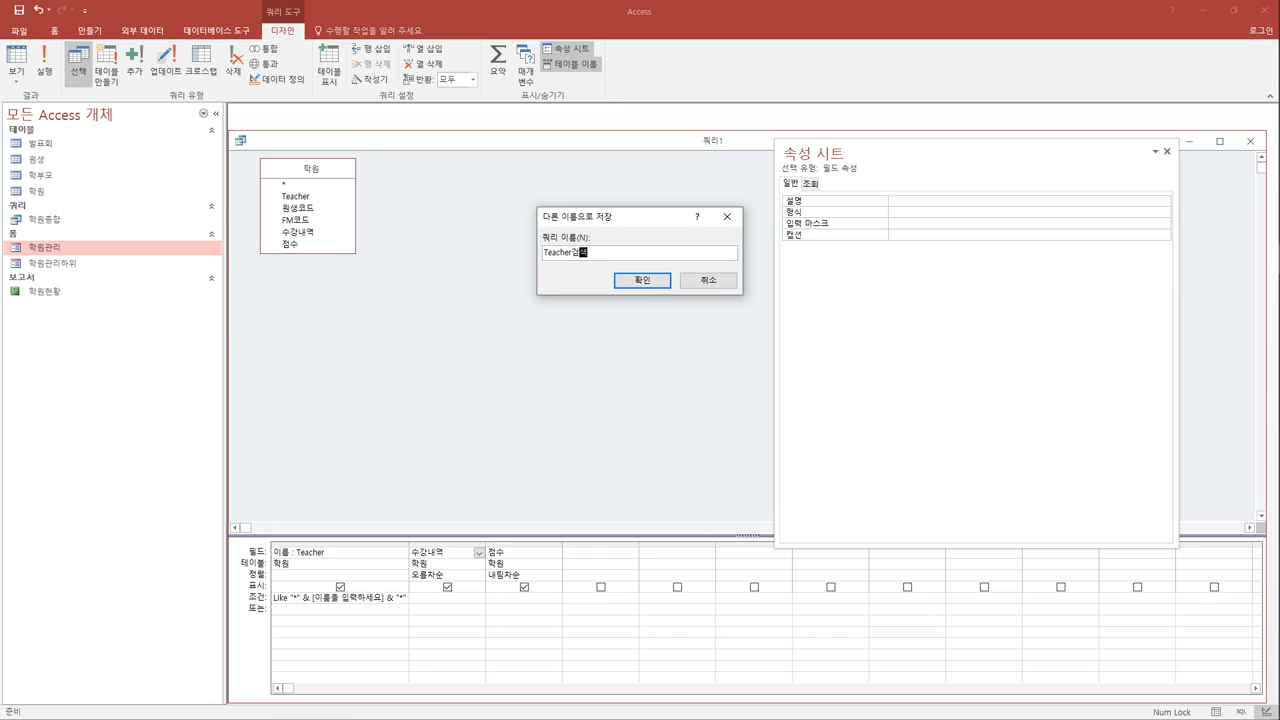 쿼리 도구
Access
파일 홈 만들기 외부 데이터 데이터베이스 도구 디자인 수행할 작업을 알려 주세요. 로그인
보기 실행 선택 테이블 만들기 추가 업데이트 크로스탭 삭제 통합 통과 데이터 정의 테이블 표시 행 삽입 행 삭제 작성기 열 삽입 열 삭제 반환: 모두 요약 매개 변수 속성 시트 테이블 이름
결과 쿼리 유형 쿼리 설정 표시/숨기기
모든 Access 개체
테이블
발표회
원생
학부모
학원
쿼리
학원종합
폼
학원관리
학원관리하위
보고서
학원현황
쿼리1
학원
*
Teacher
원생코드
FM코드
수강내역
점수
다른 이름으로 저장 ?
쿼리 이름(N):
Teacher검색
확인 취소
속성 시트
선택 유형: 필드 속성
일반 조회
설명
형식
입력 마스크
캡션
필드: 이름 : Teacher 수강내역 점수
테이블: 학원 학원 학원
정렬: 오름차순 내림차순
표시:
조건: Like "*" & [이름을 입력하세요] & "*"
또는:
준비 Num Lock SQL